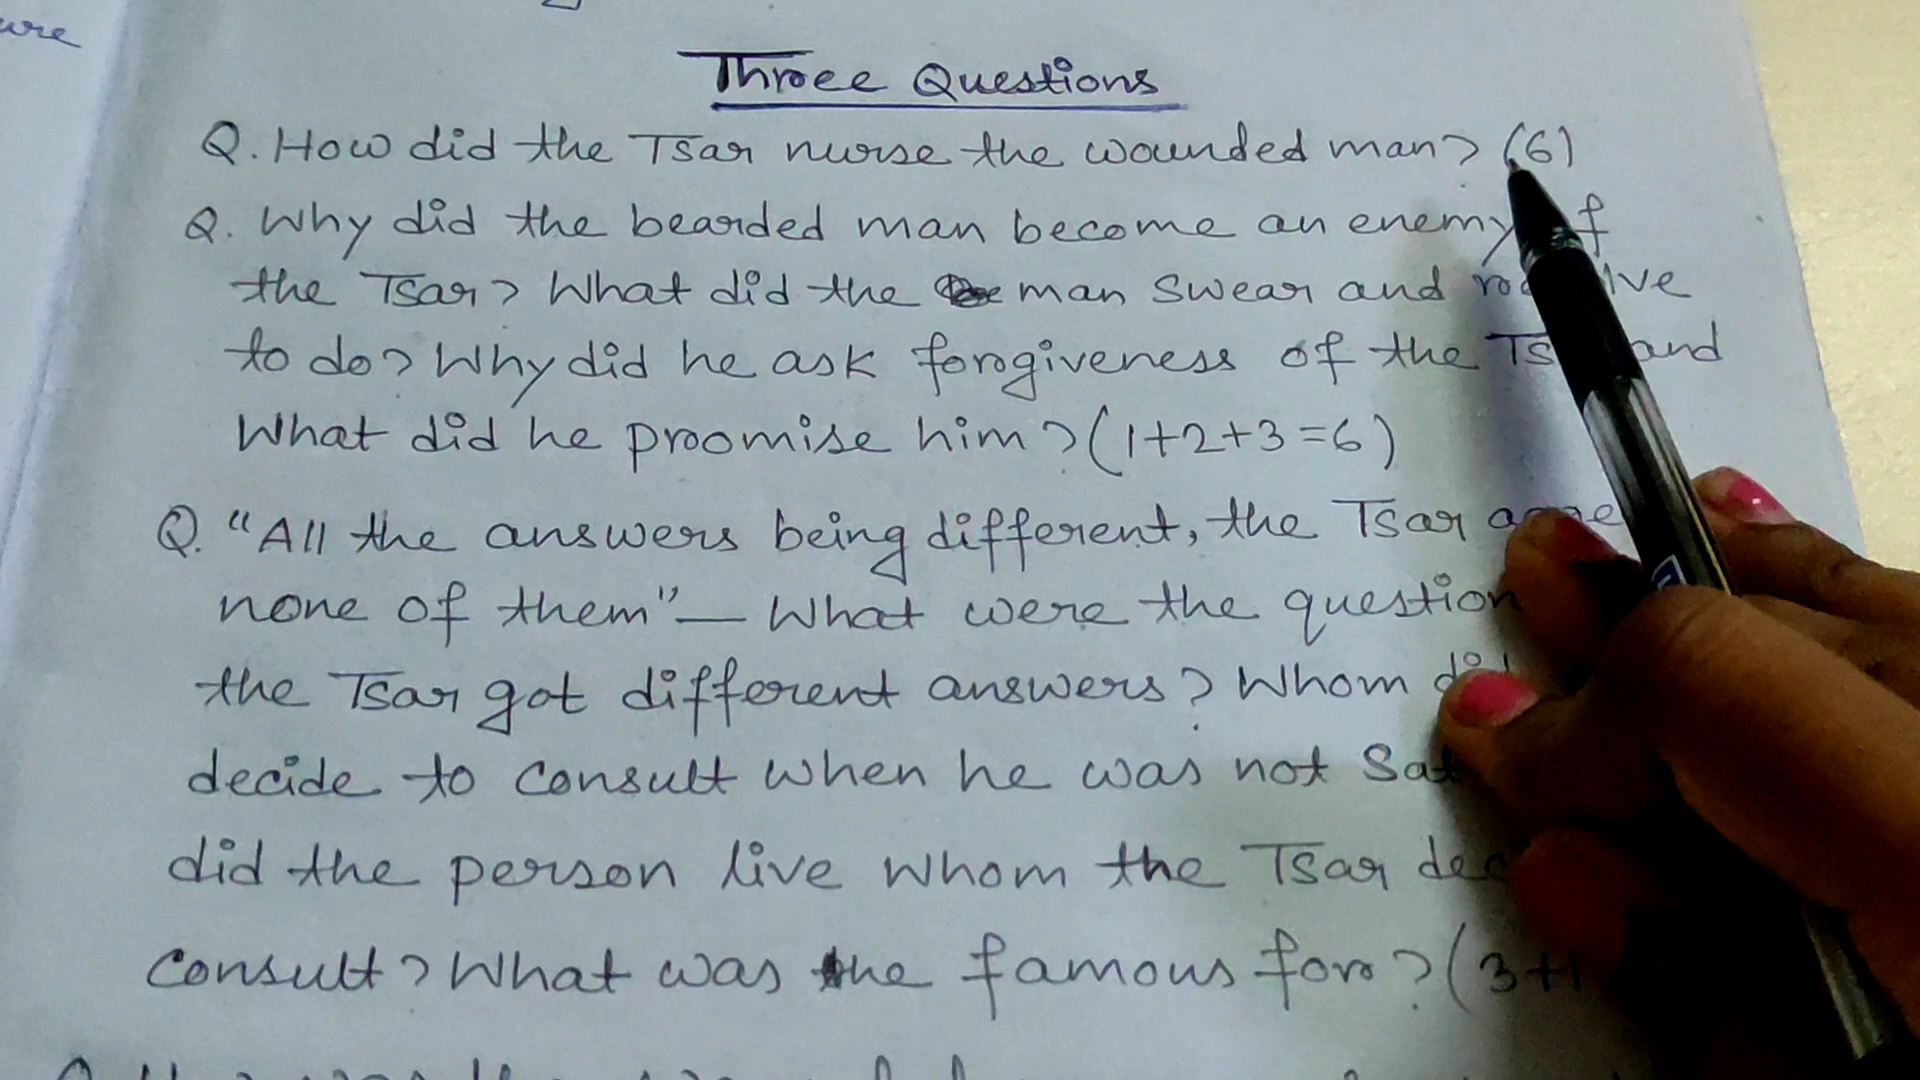 ure
Three Questions
Q. How did the Tsar nurse the wounded man? (6)
Q. Why did the bearded man become an enemy of
the Tsar? What did the man swear and
to do? Why did he ask forgiveness of the and
What did he promise him? (1+2+3=6)
Q. "All the answers being different, the Tsar
none of them" — What were the question
the Tsar got different answers? Whom
decide to consult when he was not
did the person live whom the Tsar
consult? What was the famous for? (3+1